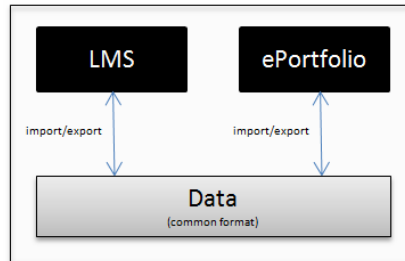 LMS
ePortfolio
import/export
import/export
Data
(common format)